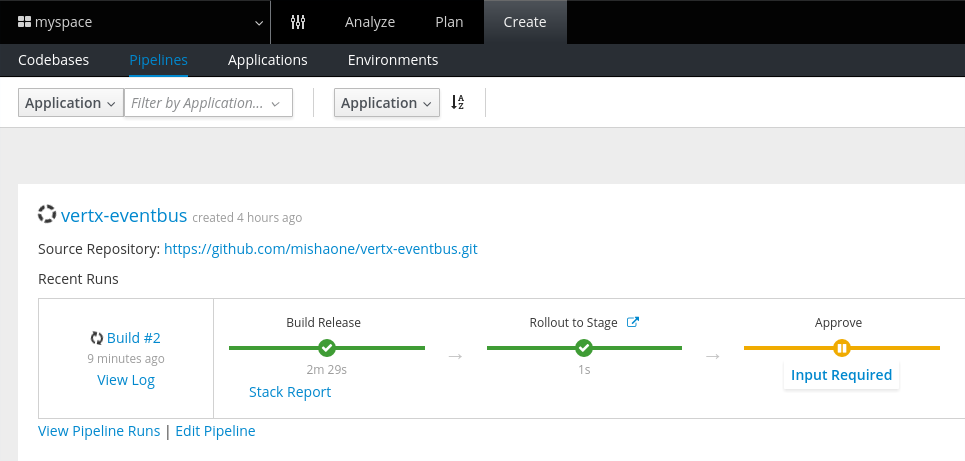 myspace Analyze Plan Create
Codebases Pipelines Applications Environments
Application Filter by Application... Application A Z
vertx-eventbus created 4 hours ago
Source Repository: https://github.com/mishaone/vertx-eventbus.git
Recent Runs
Build Release Rollout to Stage Approve
Build #2
9 minutes ago
View Log
2m 29s 1s Input Required
Stack Report
View Pipeline Runs | Edit Pipeline